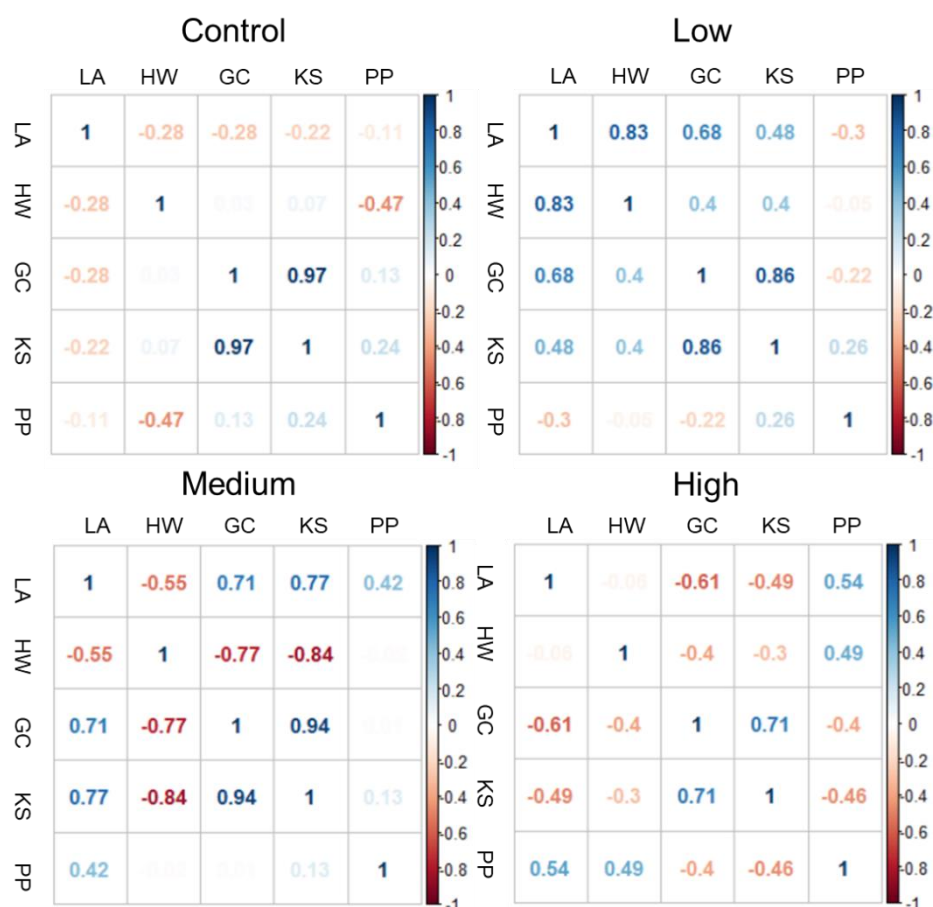 Control
LA HW GC KS PP
LA 1 -0.28 -0.28 -0.22 -0.11
HW -0.28 1 0.07 -0.47
GC -0.28 1 0.97 0.13
KS -0.22 0.07 0.97 1 0.24
PP -0.11 -0.47 0.13 0.24 1
1
0.8
0.6
0.4
0.2
0
-0.2
-0.4
-0.6
-0.8
-1
Low
LA HW GC KS PP
LA 1 0.83 0.68 0.48 -0.3
HW 0.83 1 0.4 0.4 -0.05
GC 0.68 0.4 1 0.86 -0.22
KS 0.48 0.4 0.86 1 0.26
PP -0.3 -0.05 -0.22 0.26 1
1
0.8
0.6
0.4
0.2
0
-0.2
-0.4
-0.6
-0.8
-1
Medium
LA HW GC KS PP
LA 1 -0.55 0.71 0.77 0.42
HW -0.55 1 -0.77 -0.84
GC 0.71 -0.77 1 0.94
KS 0.77 -0.84 0.94 1 0.13
PP 0.42 0.13 1
1
0.8
0.6
0.4
0.2
0
-0.2
-0.4
-0.6
-0.8
-1
High
LA HW GC KS PP
LA 1 -0.06 -0.61 -0.49 0.54
HW -0.06 1 -0.4 -0.3 0.49
GC -0.61 -0.4 1 0.71 -0.4
KS -0.49 -0.3 0.71 1 -0.46
PP 0.54 0.49 -0.4 -0.46 1
1
0.8
0.6
0.4
0.2
0
-0.2
-0.4
-0.6
-0.8
-1